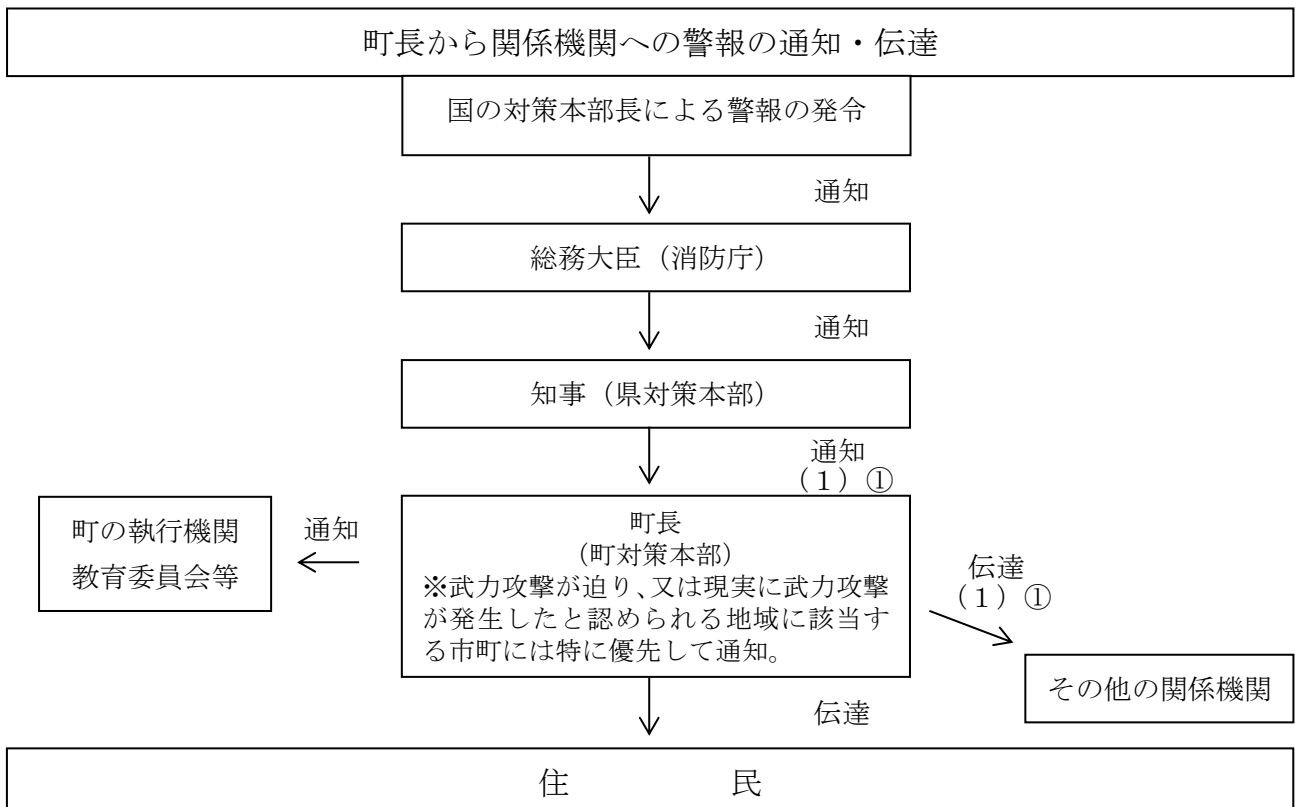 町長から関係機関への警報の通知・伝達
国の対策本部長による警報の発令
通知
総務大臣（消防庁）
通知
知事（県対策本部）
通知
（１）①
町の執行機関
教育委員会等
通知
町長
（町対策本部）
※武力攻撃が迫り、又は現実に武力攻撃
が発生したと認められる地域に該当す
る市町には特に優先して通知。
伝達
（１）①
その他の関係機関
伝達
住　　　　　民